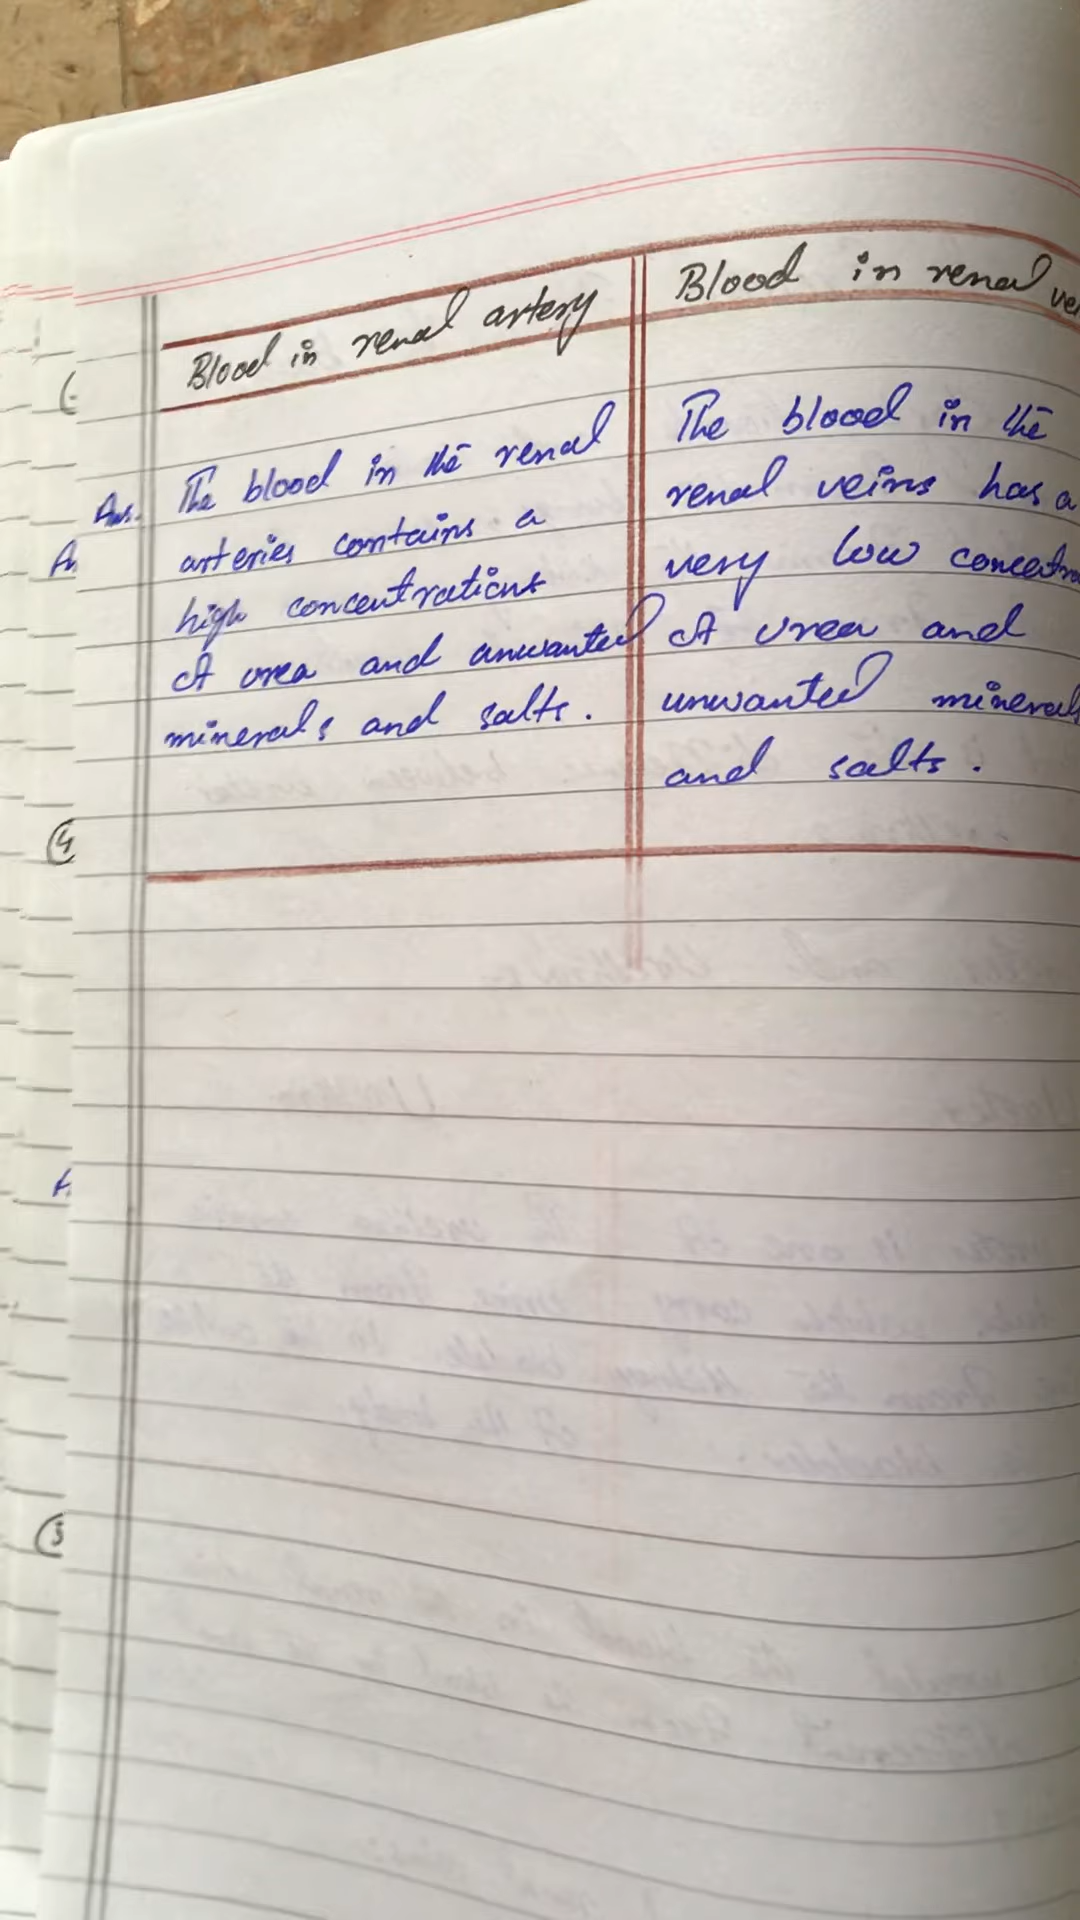 Blood in renal artery
Blood in renal
Ans. The blood in the renal
arteries contains a
high concentrations
of urea and unwanted
minerals and salts.
The blood in the
renal veins has a
very low
of urea and
unwanted minerals
and salts.
A
4
A